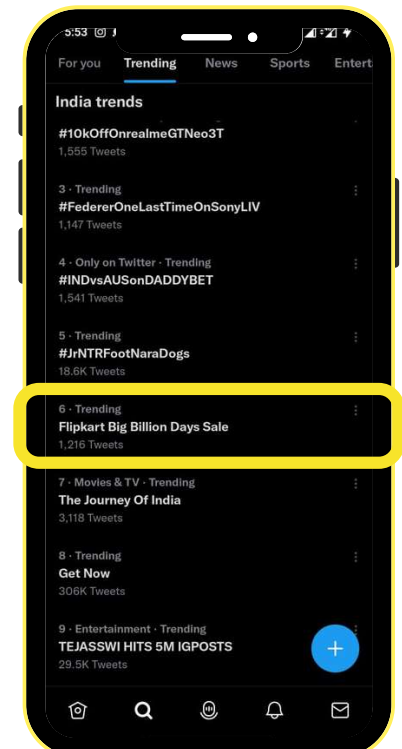 5:53
For you Trending News Sports Entert
India trends
#10kOffOnrealmeGTNeo3T
1,555 Tweets
3 · Trending
#FedererOneLastTimeOnSonyLIV
1,147 Tweets
4 · Only on Twitter · Trending
#INDvsAUSonDADDYBET
1,541 Tweets
5 · Trending
#JrNTRFootNaraDogs
18.6K Tweets
6 · Trending
Flipkart Big Billion Days Sale
1,216 Tweets
7 · Movies & TV · Trending
The Journey Of India
3,118 Tweets
8 · Trending
Get Now
306K Tweets
9 · Entertainment · Trending
TEJASSWI HITS 5M IGPOSTS
29.5K Tweets